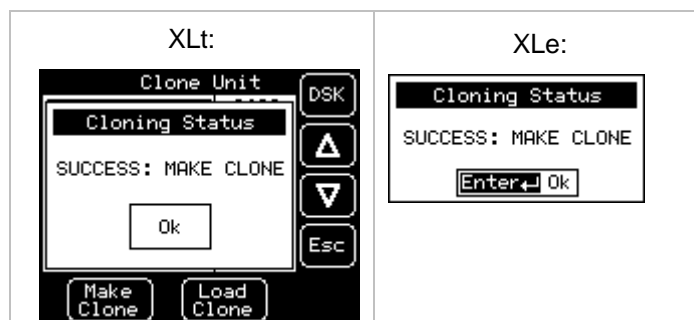 XLt:
Clone Unit
DSK
Cloning Status
SUCCESS: MAKE CLONE
Ok
Esc
Make Clone
Load Clone
XLe:
Cloning Status
SUCCESS: MAKE CLONE
Enter↵ Ok